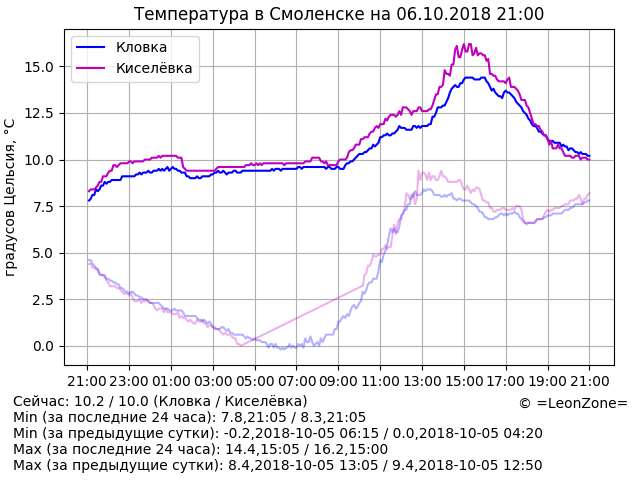 Температура в Смоленске на 06.10.2018 21:00
Кловка
Киселёвка
градусов Цельсия, °C
15.0
12.5
10.0
7.5
5.0
2.5
0.0
21:00 23:00 01:00 03:00 05:00 07:00 09:00 11:00 13:00 15:00 17:00 19:00 21:00
Сейчас: 10.2 / 10.0 (Кловка / Киселёвка)
© =LeonZone=
Min (за последние 24 часа): 7.8,21:05 / 8.3,21:05
Min (за предыдущие сутки): -0.2,2018-10-05 06:15 / 0.0,2018-10-05 04:20
Max (за последние 24 часа): 14.4,15:05 / 16.2,15:00
Max (за предыдущие сутки): 8.4,2018-10-05 13:05 / 9.4,2018-10-05 12:50